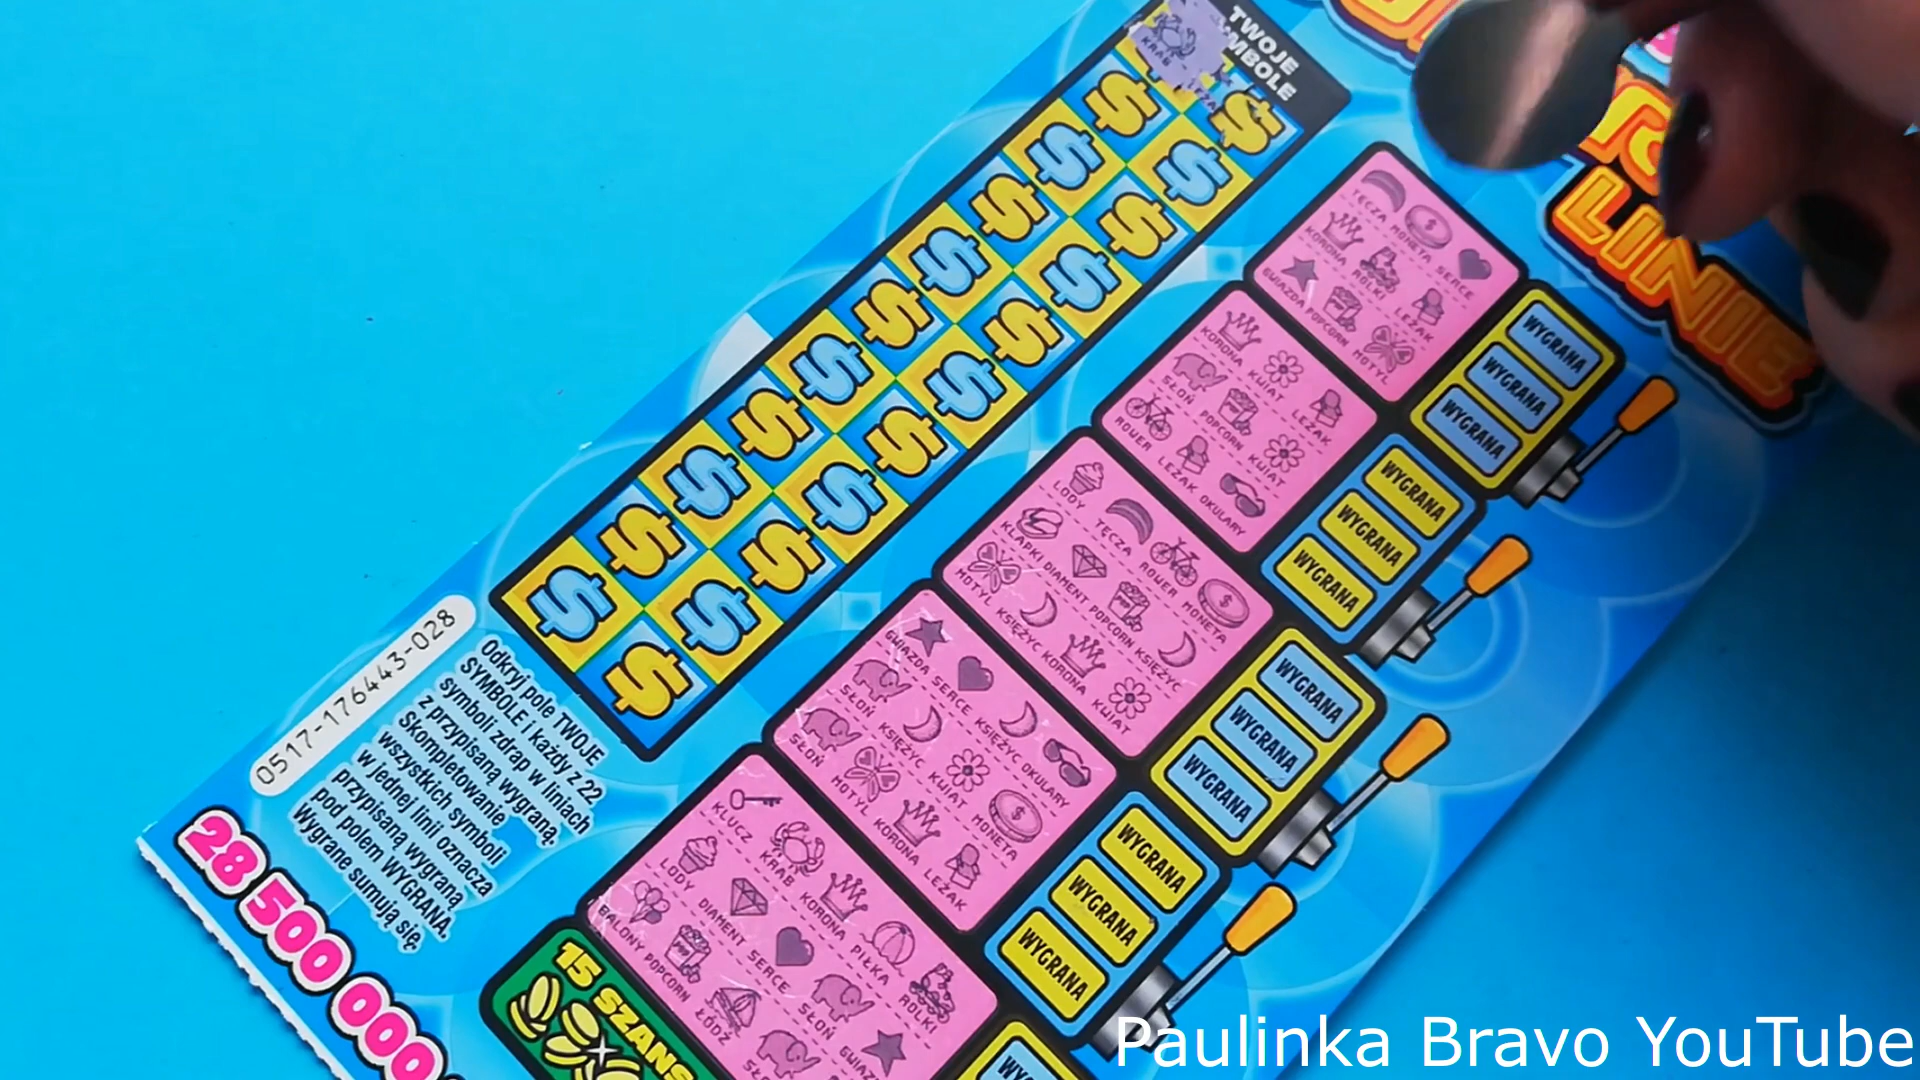 TWOJE
KRAB
LINIE
TĘCZA MONETA SERCE
KORONA ROLKI LEŻAK
GWIAZDA POPCORN MOTYL
WYGRANA
WYGRANA
WYGRANA
KORONA KWIAT LEŻAK
SŁOŃ POPCORN KWIAT
ROWER LEŻAK OKULARY
WYGRANA
WYGRANA
WYGRANA
LODY TĘCZA ROWER MONETA
KLAPKI DIAMENT POPCORN KSIĘŻYC
MOTYL KSIĘŻYC KORONA KWIAT
WYGRANA
WYGRANA
WYGRANA
GWIAZDA SERCE KSIĘŻYC OKULARY
SŁOŃ KSIĘŻYC KWIAT MONETA
SŁOŃ MOTYL KORONA LEŻAK
WYGRANA
WYGRANA
WYGRANA
KLUCZ KRAB KORONA PIŁKA ROLKI
LODY DIAMENT SERCE SŁOŃ
BALONY POPCORN ŁÓDŹ
0517-176443-028
Odkryj pole TWOJE
SYMBOLE i każdy z 22
symboli zdrap w liniach
z przypisaną wygraną.
Skompletowanie
wszystkich symboli
w jednej linii oznacza
przypisaną wygraną
pod polem WYGRANA.
Wygrane sumują się.
28 500 000
15 SZANS
Paulinka Bravo YouTube